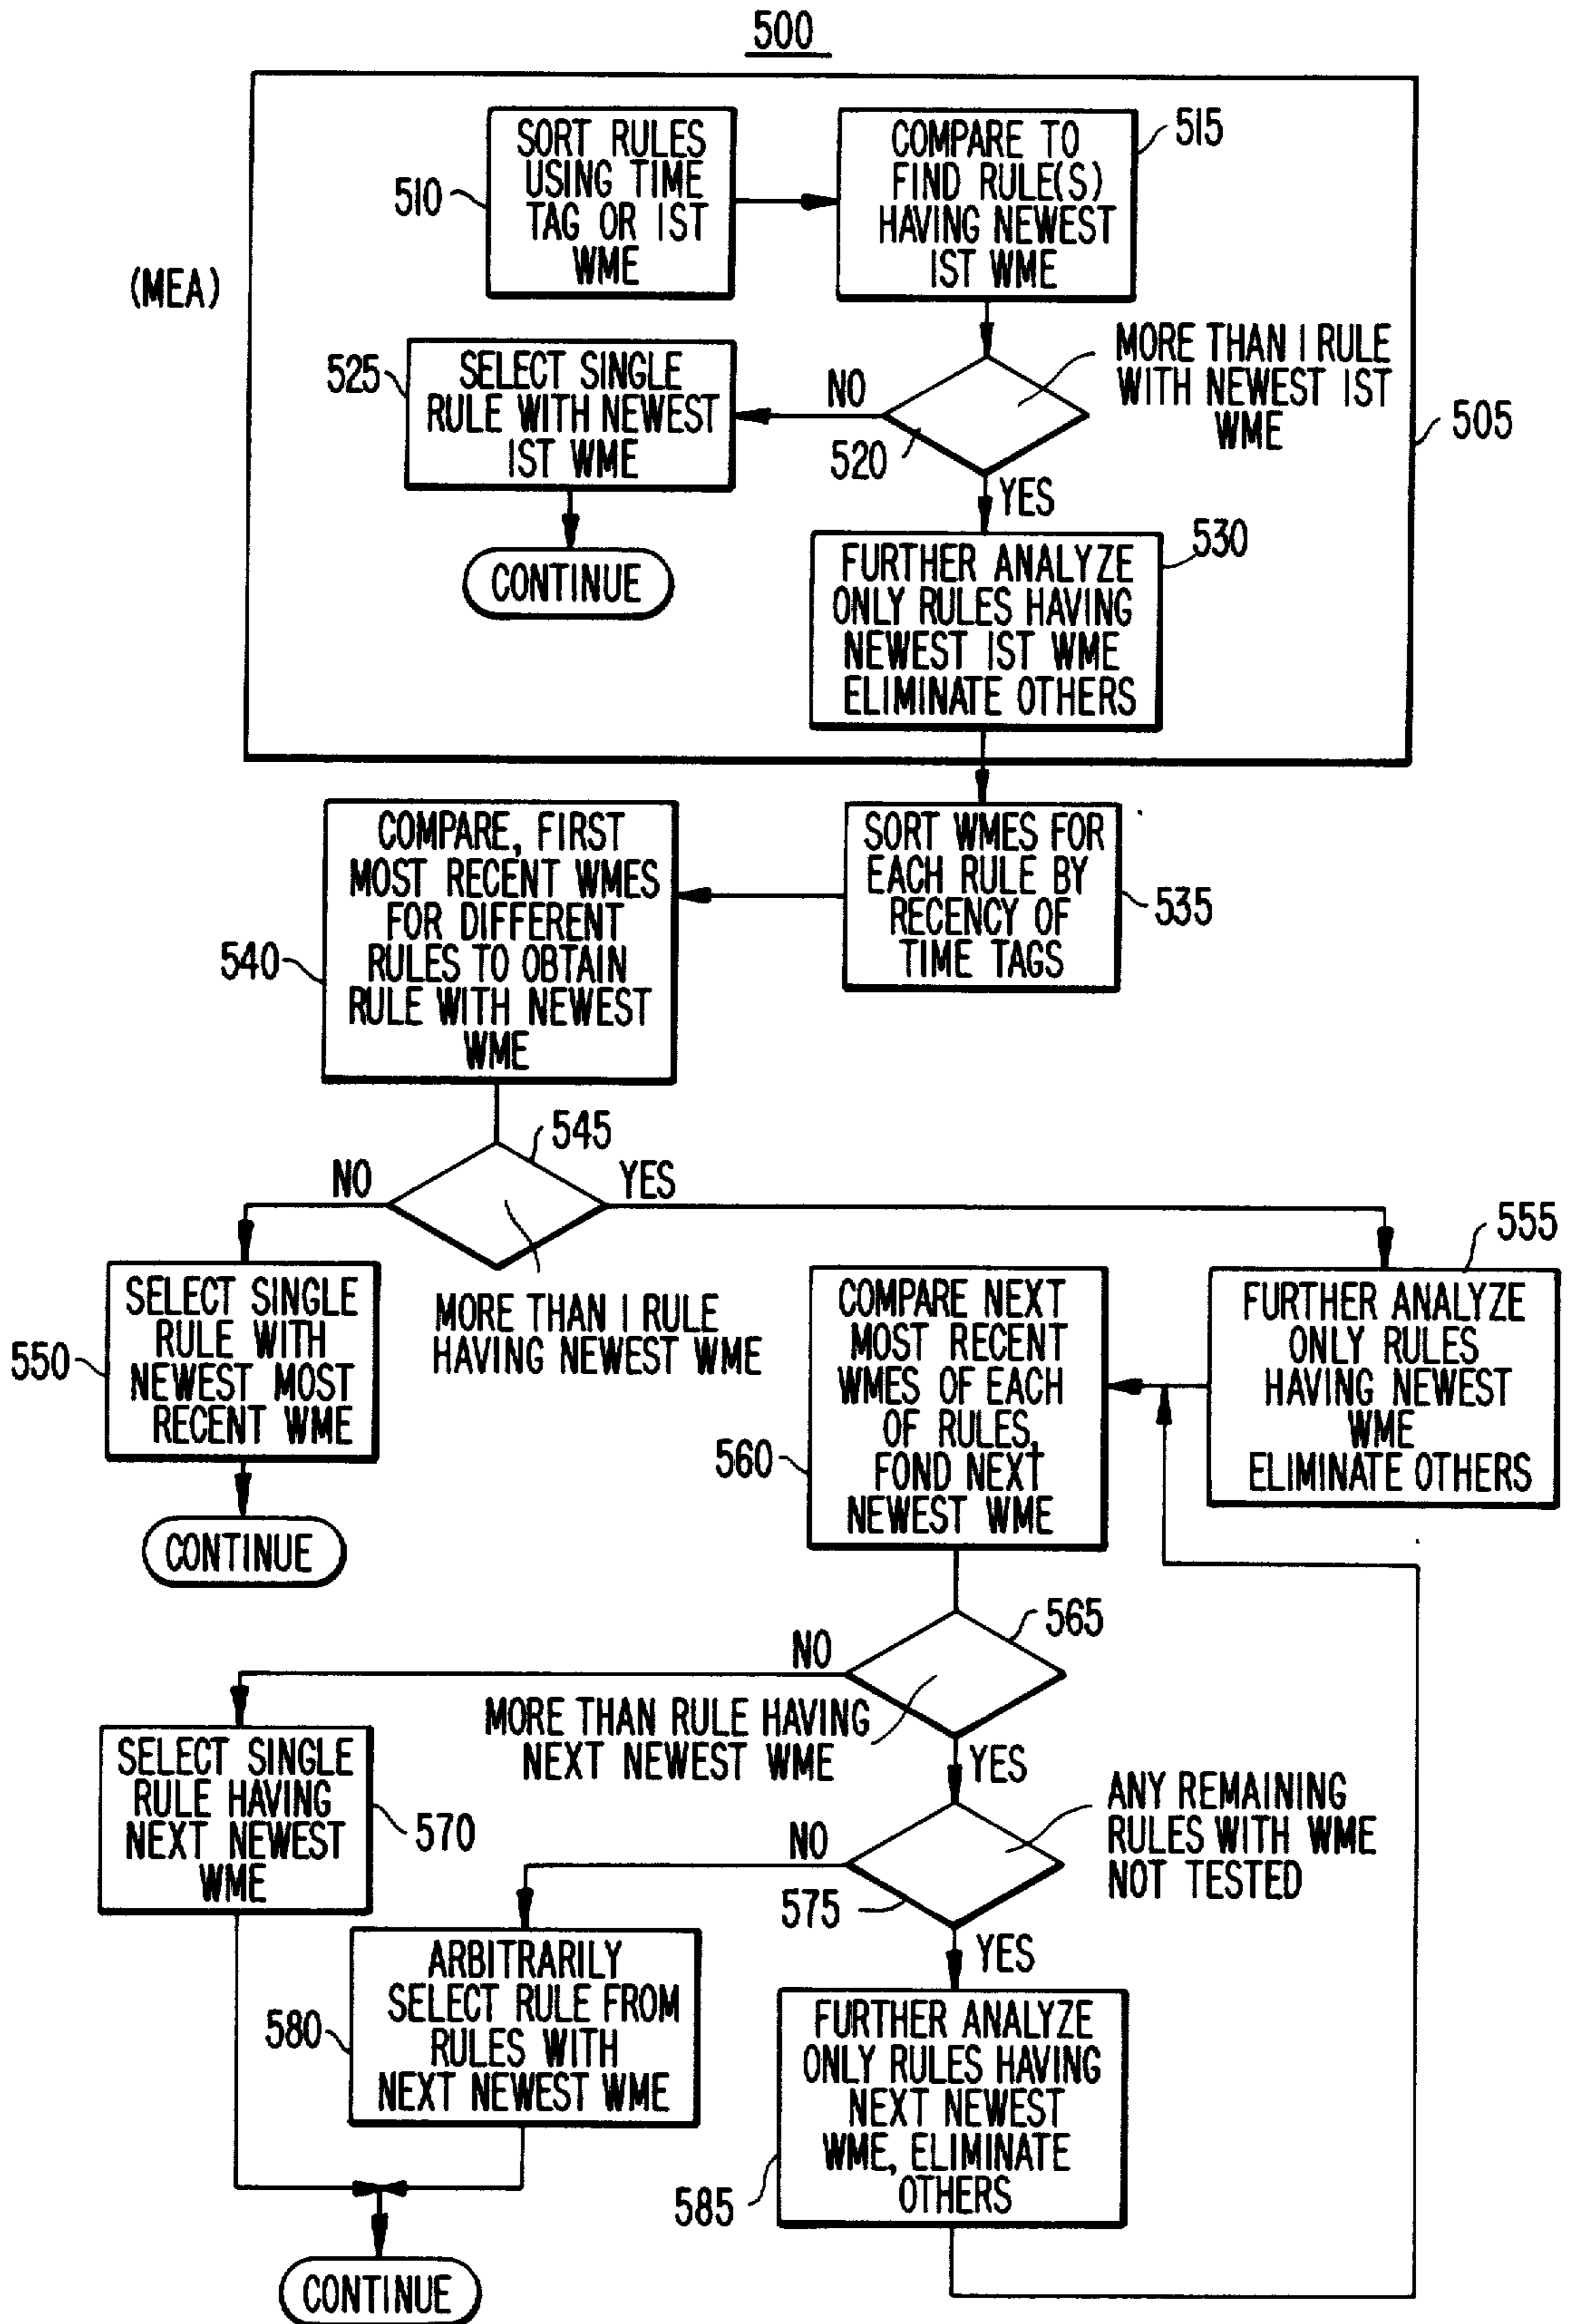 500
SORT RULES
USING TIME
TAG OR 1ST
WME
510
COMPARE TO
FIND RULE(S)
HAVING NEWEST
1ST WME
515
(MEA)
MORE THAN 1 RULE
WITH NEWEST 1ST
WME
505
520
NO
YES
525
SELECT SINGLE
RULE WITH NEWEST
1ST WME
CONTINUE
530
FURTHER ANALYZE
ONLY RULES HAVING
NEWEST 1ST WME
ELIMINATE OTHERS
SORT WMES FOR
EACH RULE BY
RECENCY OF
TIME TAGS
535
COMPARE, FIRST
MOST RECENT WMES
FOR DIFFERENT
RULES TO OBTAIN
RULE WITH NEWEST
WME
540
545
NO
YES
MORE THAN 1 RULE
HAVING NEWEST WME
550
SELECT SINGLE
RULE WITH
NEWEST MOST
RECENT WME
CONTINUE
555
FURTHER ANALYZE
ONLY RULES
HAVING NEWEST
WME
ELIMINATE OTHERS
COMPARE NEXT
MOST RECENT
WMES OF EACH
OF RULES,
FOND NEXT
NEWEST WME
560
565
NO
MORE THAN RULE HAVING
NEXT NEWEST WME
YES
SELECT SINGLE
RULE HAVING
NEXT NEWEST
WME
570
ANY REMAINING
RULES WITH WME
NOT TESTED
NO
575
YES
ARBITRARILY
SELECT RULE FROM
RULES WITH
NEXT NEWEST WME
580
FURTHER ANALYZE
ONLY RULES HAVING
NEXT NEWEST
WME, ELIMINATE
OTHERS
585
CONTINUE